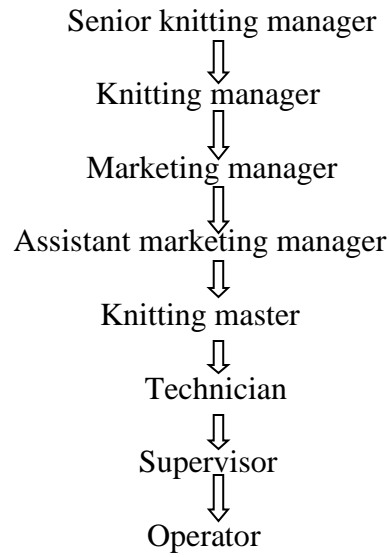 Senior knitting manager
Knitting manager
Marketing manager
Assistant marketing manager
Knitting master
Technician
Supervisor
Operator